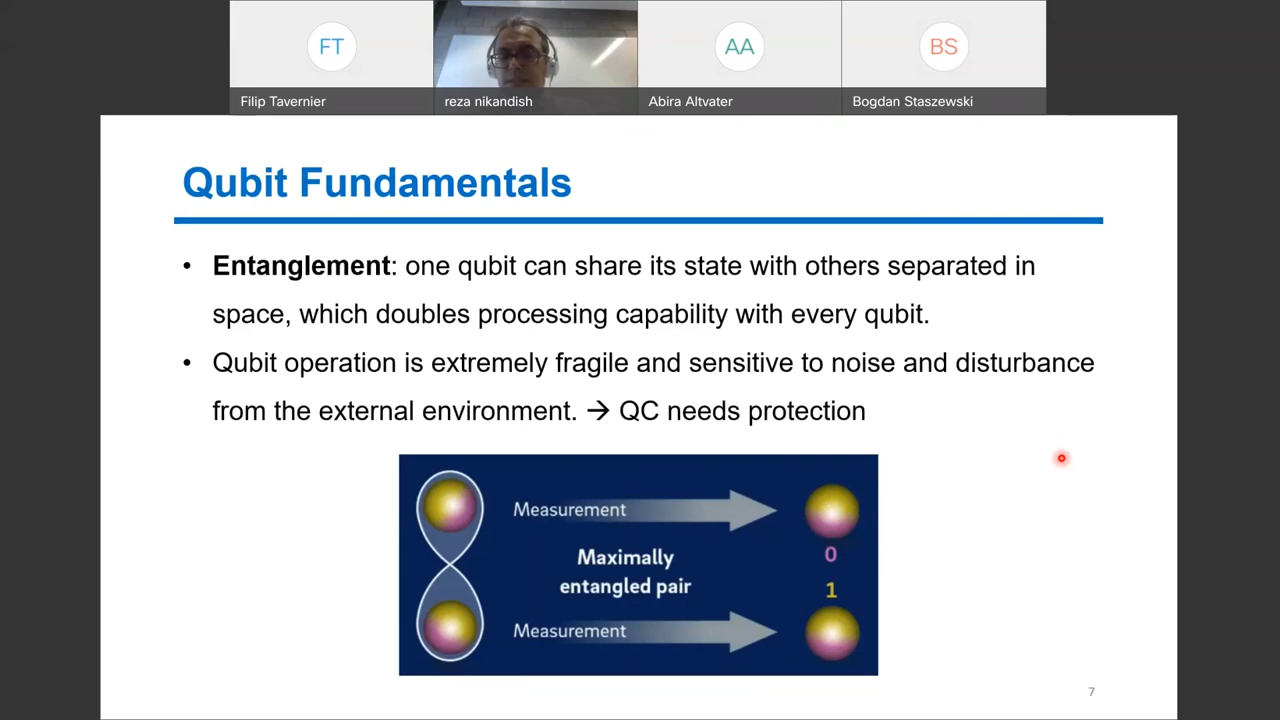 FT
AA
BS
Filip Tavernier
reza nikandish
Abira Altvater
Bogdan Staszewski
Qubit Fundamentals
• Entanglement: one qubit can share its state with others separated in
space, which doubles processing capability with every qubit.
• Qubit operation is extremely fragile and sensitive to noise and disturbance
from the external environment. → QC needs protection
Measurement
Maximally
entangled pair
Measurement
0
1
7